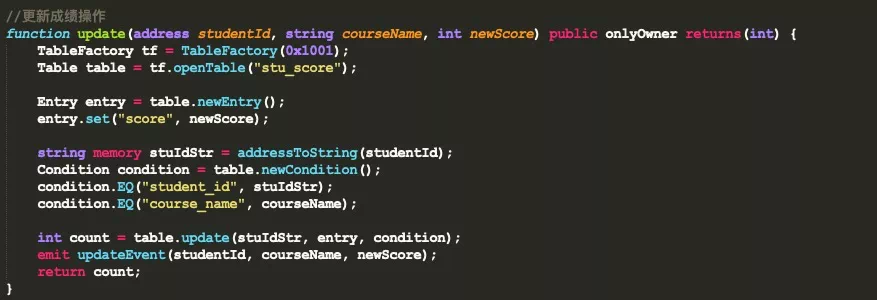 //更新成绩操作
function update(address studentId, string courseName, int newScore) public onlyOwner returns(int) {
    TableFactory tf = TableFactory(0x1001);
    Table table = tf.openTable("stu_score");

    Entry entry = table.newEntry();
    entry.set("score", newScore);

    string memory stuIdStr = addressToString(studentId);
    Condition condition = table.newCondition();
    condition.EQ("student_id", stuIdStr);
    condition.EQ("course_name", courseName);

    int count = table.update(stuIdStr, entry, condition);
    emit updateEvent(studentId, courseName, newScore);
    return count;
}